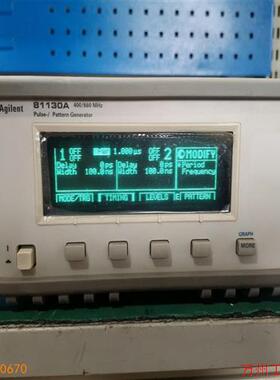 Agilent 81130A 400/660 MHz
Pulse-/ Pattern Generator
1 OFF 1.000µs OFF 2 MODIFY
OFF OFF
Delay 0ps Delay 0ps *Period
Width 100.0ns Width 100.0ns Frequency
MODE/TRG TIMING LEVELS PATTERN
GRAPH
MORE
1
0670